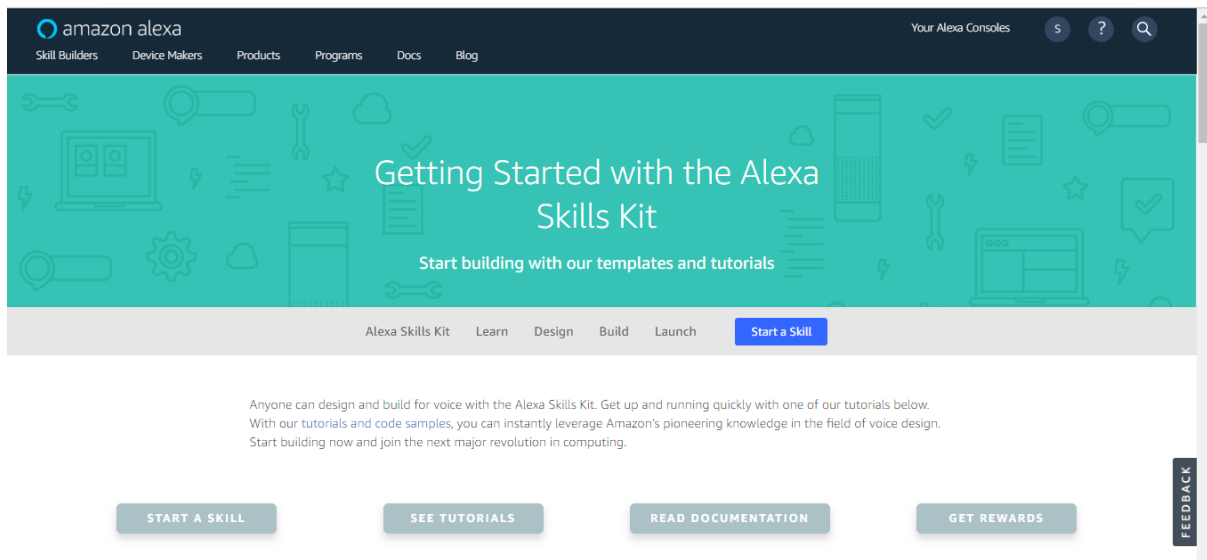 amazon alexa
Your Alexa Consoles
S
?
Skill Builders Device Makers Products Programs Docs Blog
Getting Started with the Alexa
Skills Kit
Start building with our templates and tutorials
Alexa Skills Kit Learn Design Build Launch Start a Skill
Anyone can design and build for voice with the Alexa Skills Kit. Get up and running quickly with one of our tutorials below.
With our tutorials and code samples, you can instantly leverage Amazon's pioneering knowledge in the field of voice design.
Start building now and join the next major revolution in computing.
START A SKILL SEE TUTORIALS READ DOCUMENTATION GET REWARDS
FEEDBACK